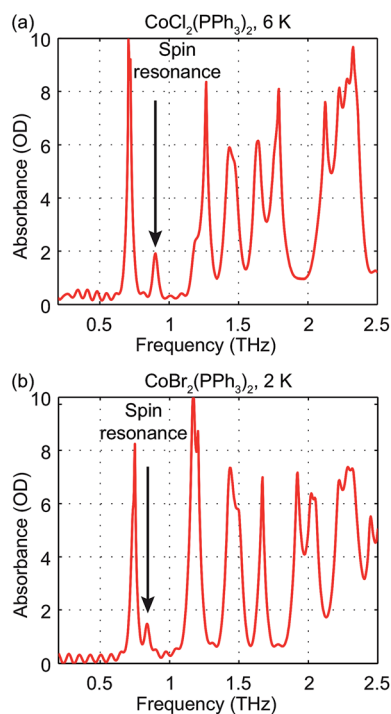 (a) CoCl₂(PPh₃)₂, 6 K
10
Spin
resonance
8
6
4
2
0
Absorbance (OD)
0.5 1 1.5 2 2.5
Frequency (THz)
(b) CoBr₂(PPh₃)₂, 2 K
10
Spin
resonance
8
6
4
2
0
Absorbance (OD)
0.5 1 1.5 2 2.5
Frequency (THz)